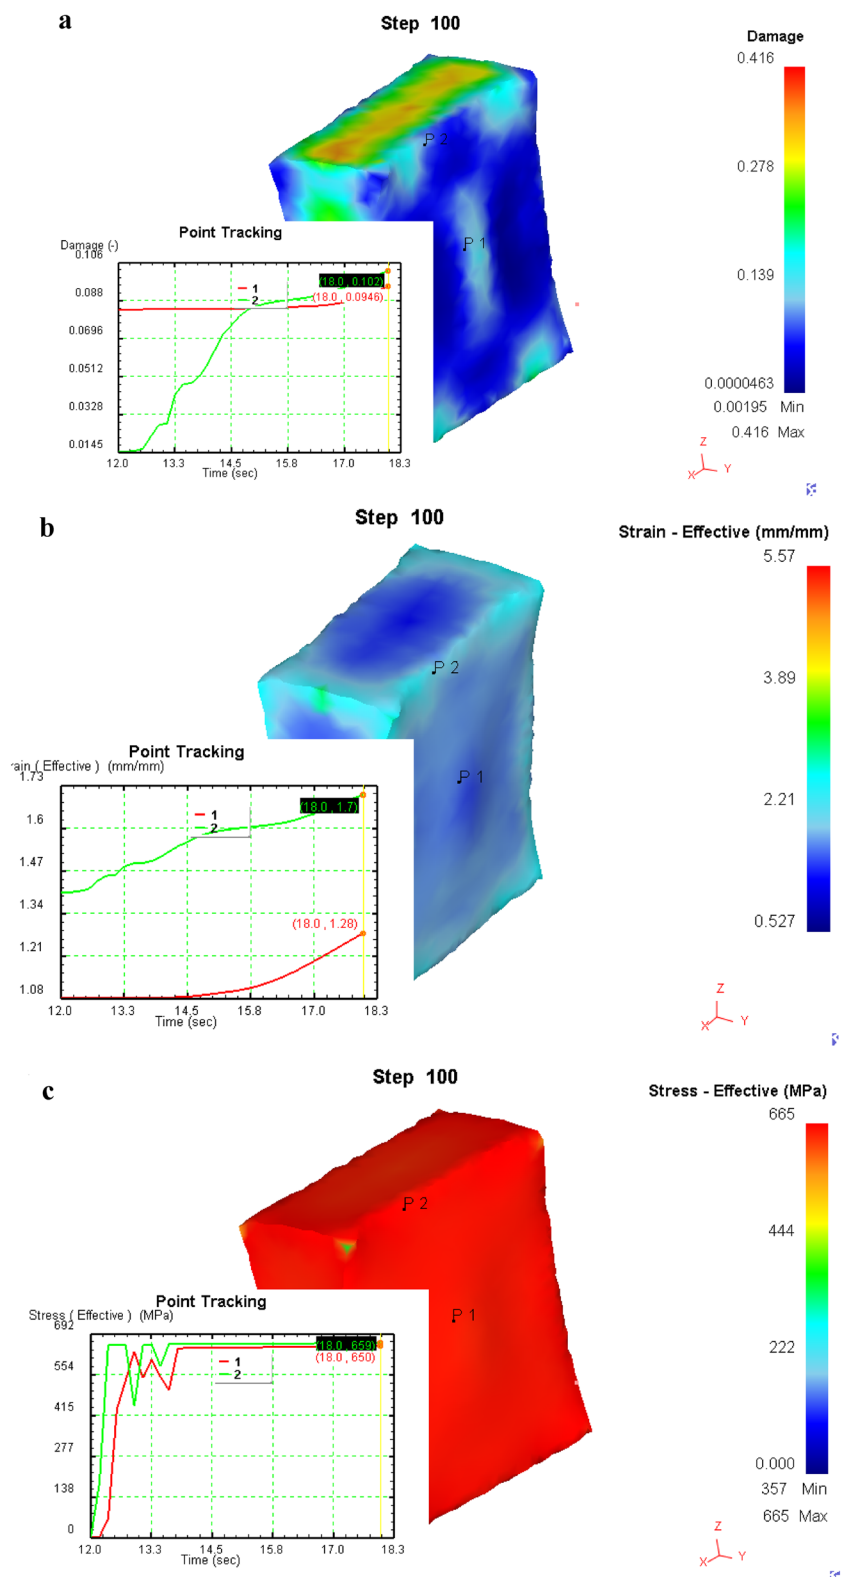 a
Step 100
Damage
0.416
0.278
0.139
0.0000463
0.00195 Min
0.416 Max
P 2
P 1
Point Tracking
Damage (-)
0.106
0.088
0.0696
0.0512
0.0328
0.0145
1
2
(18.0 , 0.102)
(18.0 , 0.0946)
12.0 13.3 14.5 15.8 17.0 18.3
Time (sec)
Z
X Y
b
Step 100
Strain - Effective (mm/mm)
5.57
3.89
2.21
0.527
P 2
P 1
Point Tracking
rain ( Effective ) (mm/mm)
1.73
1.6
1.47
1.34
1.21
1.08
1
2
(18.0 , 1.7)
(18.0 , 1.28)
12.0 13.3 14.5 15.8 17.0 18.3
Time (sec)
Z
X Y
c
Step 100
Stress - Effective (MPa)
665
444
222
0.000
357 Min
665 Max
P 2
P 1
Point Tracking
Stress ( Effective ) (MPa)
692
554
415
277
138
0
1
2
(18.0 , 659)
(18.0 , 650)
12.0 13.3 14.5 15.8 17.0 18.3
Time (sec)
Z
X Y